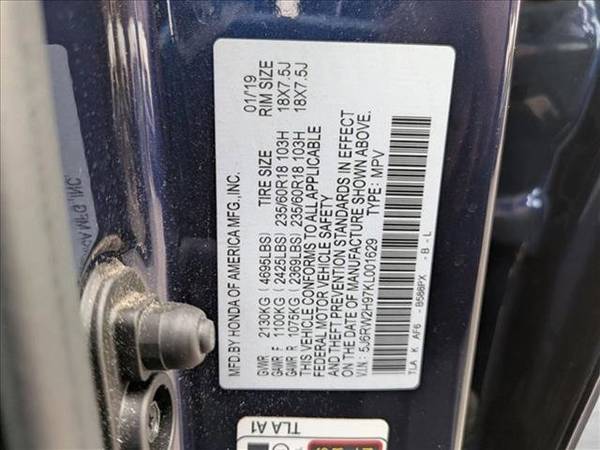 MFD.BY HONDA OF AMERICA MFG.,INC. 01/19
GVWR 2130KG (4695LBS) TIRE SIZE RIM SIZE
GAWR F 1100KG (2425LBS) 235/60R18 103H 18X7.5J
GAWR R 1075KG (2369LBS) 235/60R18 103H 18X7.5J
THIS VEHICLE CONFORMS TO ALL APPLICABLE
FEDERAL MOTOR VEHICLE SAFETY
AND THEFT PREVENTION STANDARDS IN EFFECT
ON THE DATE OF MANUFACTURE SHOWN ABOVE.
V.I.N.: 5J6RW2H97KL001629 TYPE: MPV
TLA K AF6 - B588PX - B - L
TLA A1